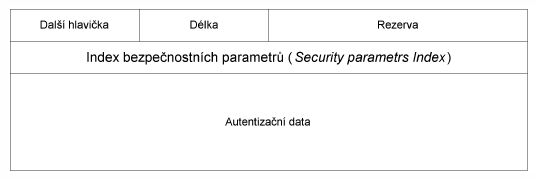 Další hlavička Délka Rezerva
Index bezpečnostních parametrů (Security parametrs Index)
Autentizační data